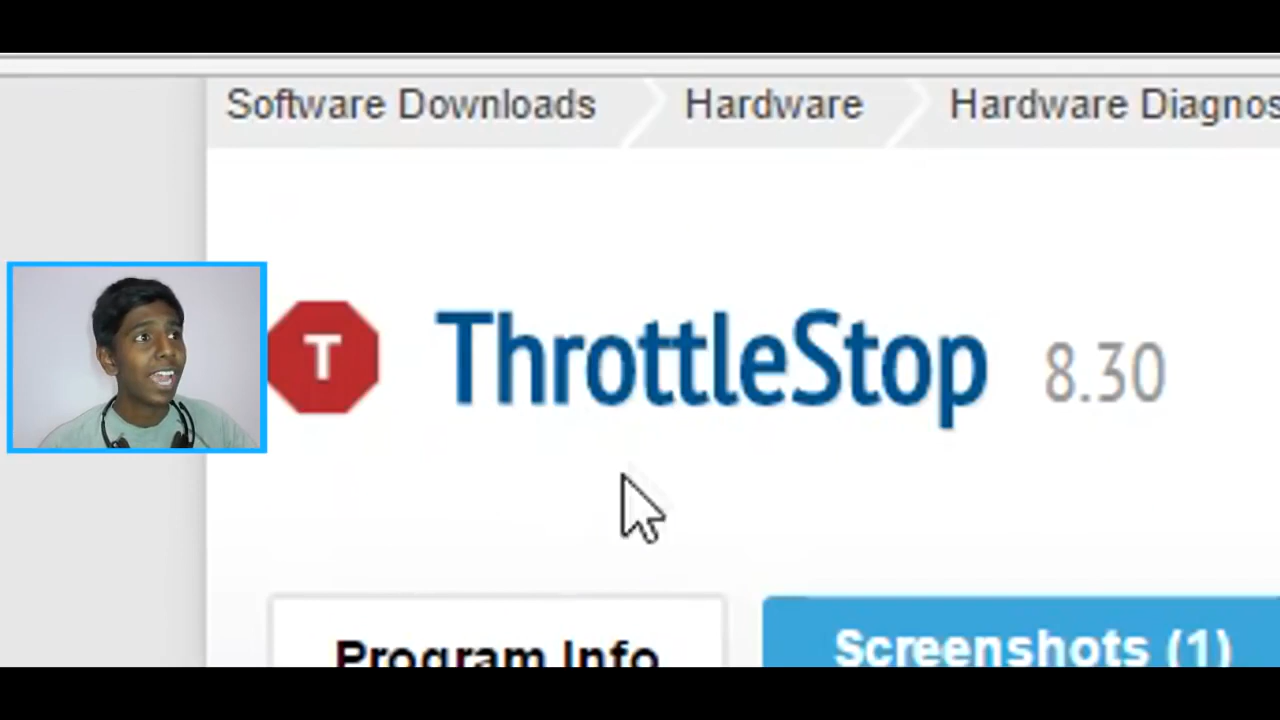 Software Downloads Hardware Hardware Diagnos
T ThrottleStop 8.30
Program Info Screenshots (1)